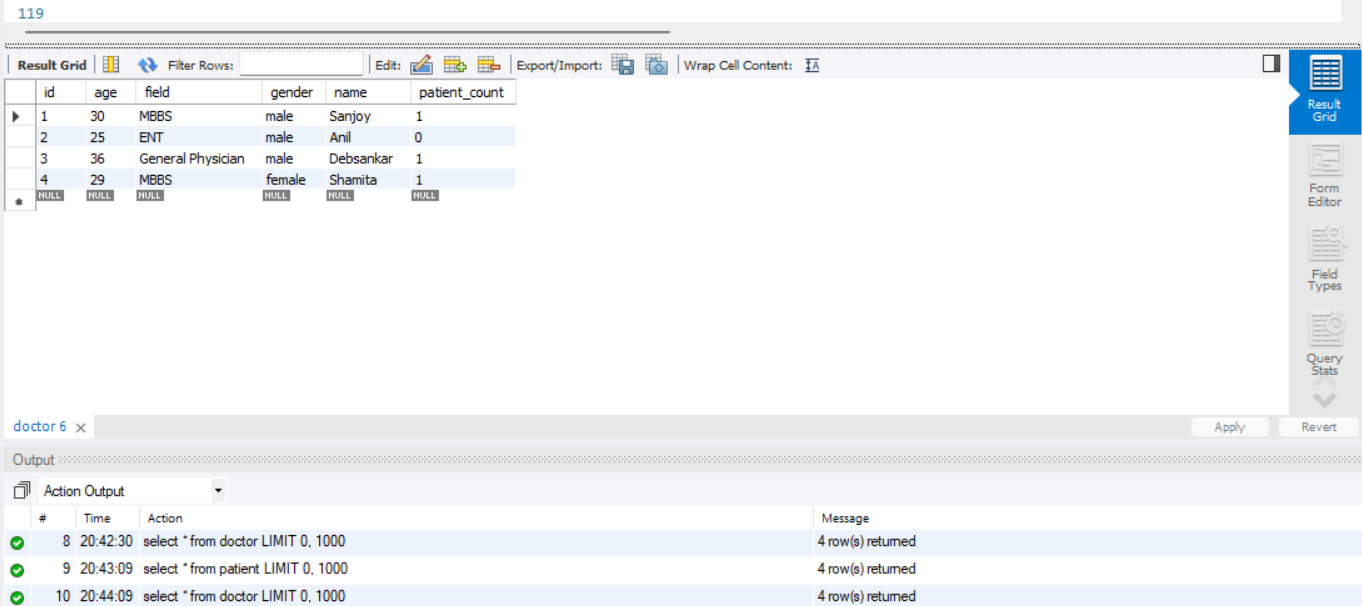 119
Result Grid Filter Rows: Edit: Export/Import: Wrap Cell Content: IA
id age field gender name patient_count
1 30 MBBS male Sanjoy 1
2 25 ENT male Anil 0
3 36 General Physician male Debsankar 1
4 29 MBBS female Shamita 1
NULL NULL NULL NULL NULL NULL
Result
Grid
Form
Editor
Field
Types
Query
Stats
doctor 6 Apply Revert
Output
Action Output
# Time Action Message
8 20:42:30 select * from doctor LIMIT 0, 1000 4 row(s) returned
9 20:43:09 select * from patient LIMIT 0, 1000 4 row(s) returned
10 20:44:09 select * from doctor LIMIT 0, 1000 4 row(s) returned